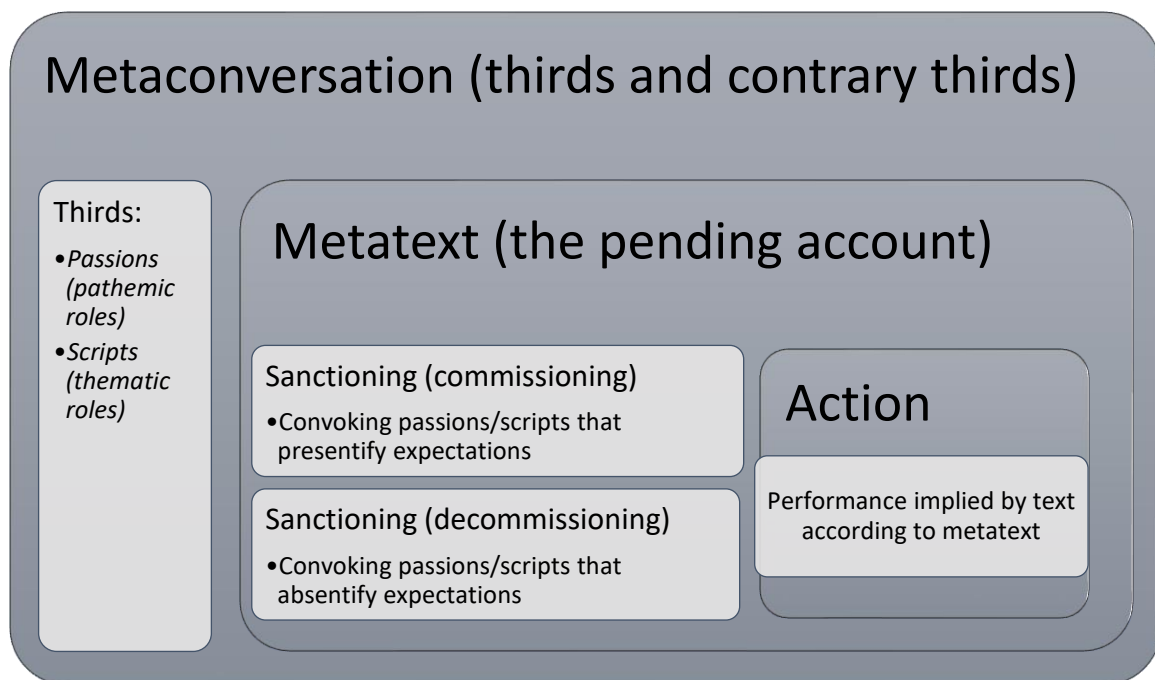 Metaconversation (thirds and contrary thirds)
Thirds:
•Passions
(pathemic
roles)
•Scripts
(thematic
roles)
Metatext (the pending account)
Sanctioning (commissioning)
•Convoking passions/scripts that
presentify expectations
Sanctioning (decommissioning)
•Convoking passions/scripts that
absentify expectations
Action
Performance implied by text
according to metatext